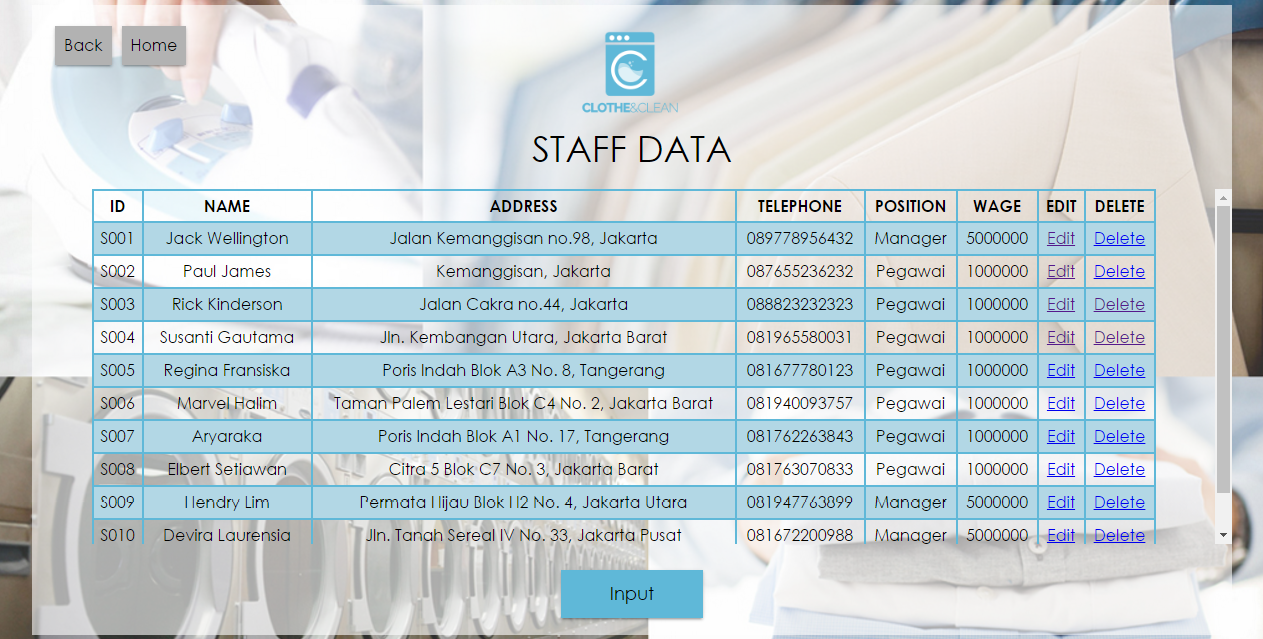 Back Home
CLOTHE&CLEAN
STAFF DATA
ID NAME ADDRESS TELEPHONE POSITION WAGE EDIT DELETE
S001 Jack Wellington Jalan Kemanggisan no.98, Jakarta 089778956432 Manager 5000000 Edit Delete
S002 Paul James Kemanggisan, Jakarta 087655236232 Pegawai 1000000 Edit Delete
S003 Rick Kinderson Jalan Cakra no.44, Jakarta 088823232323 Pegawai 1000000 Edit Delete
S004 Susanti Gautama Jln. Kembangan Utara, Jakarta Barat 081965580031 Pegawai 1000000 Edit Delete
S005 Regina Fransiska Poris Indah Blok A3 No. 8, Tangerang 081677780123 Pegawai 1000000 Edit Delete
S006 Marvel Halim Taman Palem Lestari Blok C4 No. 2, Jakarta Barat 081940093757 Pegawai 1000000 Edit Delete
S007 Aryaraka Poris Indah Blok A1 No. 17, Tangerang 081762263843 Pegawai 1000000 Edit Delete
S008 Elbert Setiawan Citra 5 Blok C7 No. 3, Jakarta Barat 081763070833 Pegawai 1000000 Edit Delete
S009 Hendry Lim Permata Hijau Blok H2 No. 4, Jakarta Utara 081947763899 Manager 5000000 Edit Delete
S010 Devira Laurensia Jln. Tanah Sereal IV No. 33, Jakarta Pusat 081672200988 Manager 5000000 Edit Delete
Input